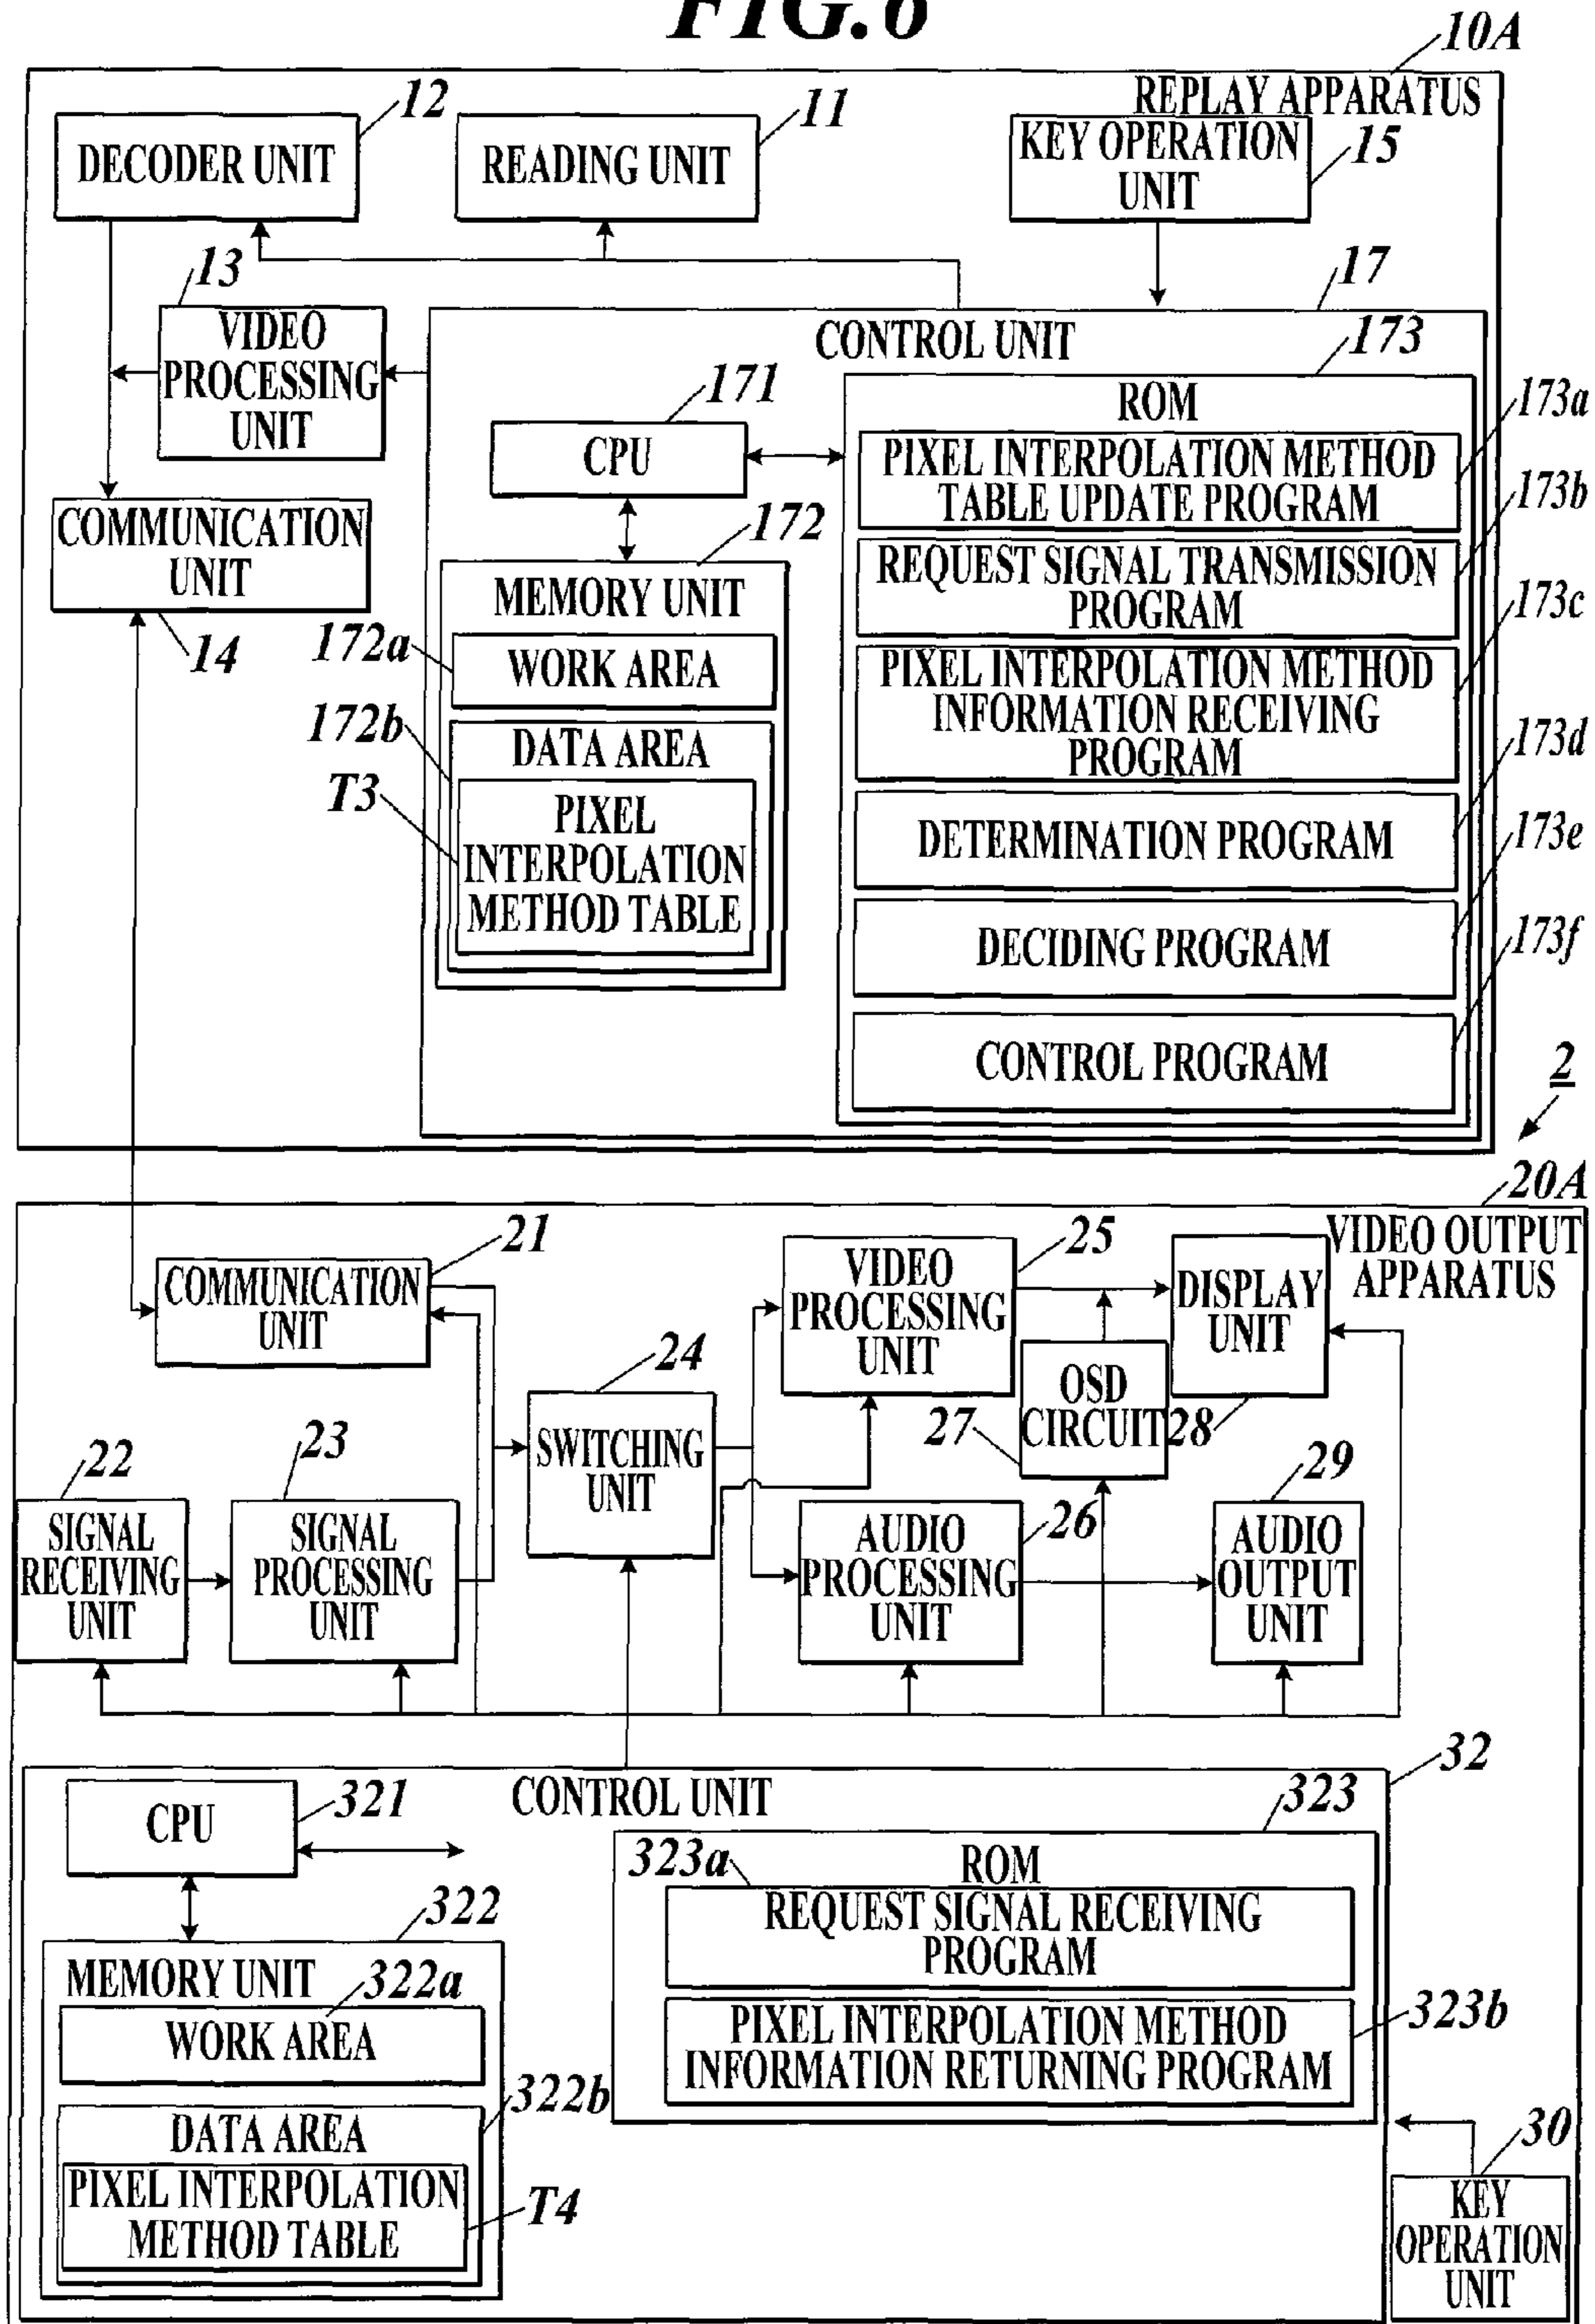 FIG. 6
10A
REPLAY APPARATUS
12
DECODER UNIT
11
READING UNIT
KEY OPERATION
UNIT
15
13
VIDEO
PROCESSING
UNIT
17
CONTROL UNIT
171
CPU
173
ROM
173a
PIXEL INTERPOLATION METHOD
TABLE UPDATE PROGRAM
173b
REQUEST SIGNAL TRANSMISSION
PROGRAM
173c
PIXEL INTERPOLATION METHOD
INFORMATION RECEIVING
PROGRAM
173d
DETERMINATION PROGRAM
173e
DECIDING PROGRAM
173f
CONTROL PROGRAM
COMMUNICATION
UNIT
14
172
MEMORY UNIT
172a
WORK AREA
172b
DATA AREA
T3
PIXEL
INTERPOLATION
METHOD TABLE
2
20A
VIDEO OUTPUT
APPARATUS
21
COMMUNICATION
UNIT
25
VIDEO
PROCESSING
UNIT
DISPLAY
UNIT
28
24
SWITCHING
UNIT
OSD
CIRCUIT
27
22
SIGNAL
RECEIVING
UNIT
23
SIGNAL
PROCESSING
UNIT
26
AUDIO
PROCESSING
UNIT
29
AUDIO
OUTPUT
UNIT
32
CONTROL UNIT
CPU
321
323
ROM
323a
REQUEST SIGNAL RECEIVING
PROGRAM
323b
PIXEL INTERPOLATION METHOD
INFORMATION RETURNING PROGRAM
322
MEMORY UNIT
322a
WORK AREA
322b
DATA AREA
PIXEL INTERPOLATION
METHOD TABLE
T4
30
KEY
OPERATION
UNIT